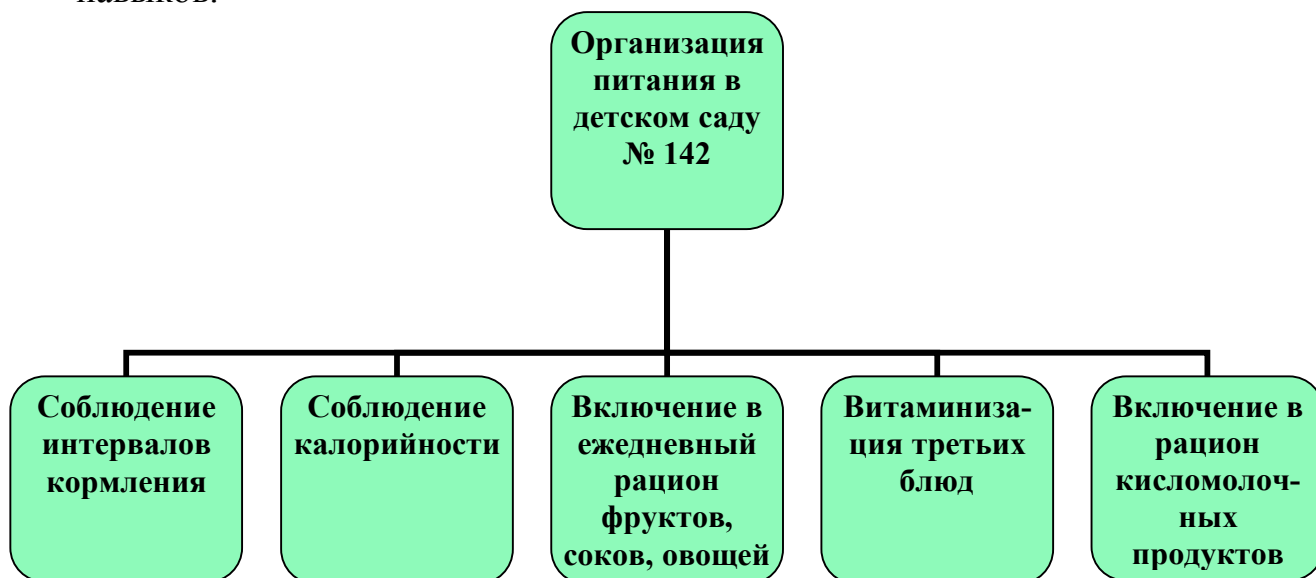 навыков.
Организация
питания в
детском саду
№ 142
Соблюдение
интервалов
кормления
Соблюдение
калорийности
Включение в
ежедневный
рацион
фруктов,
соков, овощей
Витаминиза-
ция третьих
блюд
Включение в
рацион
кисломолоч-
ных
продуктов